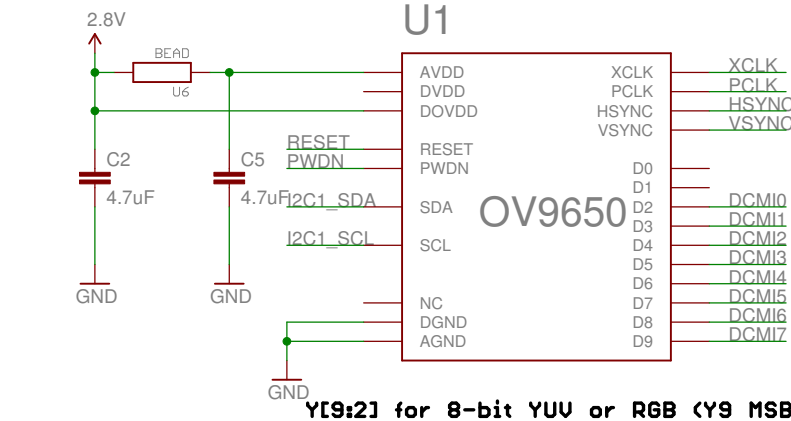 U1
2.8V
BEAD
U6
AVDD
DVDD
DOVDD
RESET
PWDN
SDA
SCL
NC
DGND
AGND
XCLK
PCLK
HSYNC
VSYNC
D0
D1
D2
D3
D4
D5
D6
D7
D8
D9
OV9650
C2
4.7uF
C5
4.7uF
RESET
PWDN
I2C1_SDA
I2C1_SCL
GND
GND
GND
XCLK
PCLK
HSYNC
VSYNC
DCMI0
DCMI1
DCMI2
DCMI3
DCMI4
DCMI5
DCMI6
DCMI7
Y[9:2] for 8-bit YUV or RGB (Y9 MSB